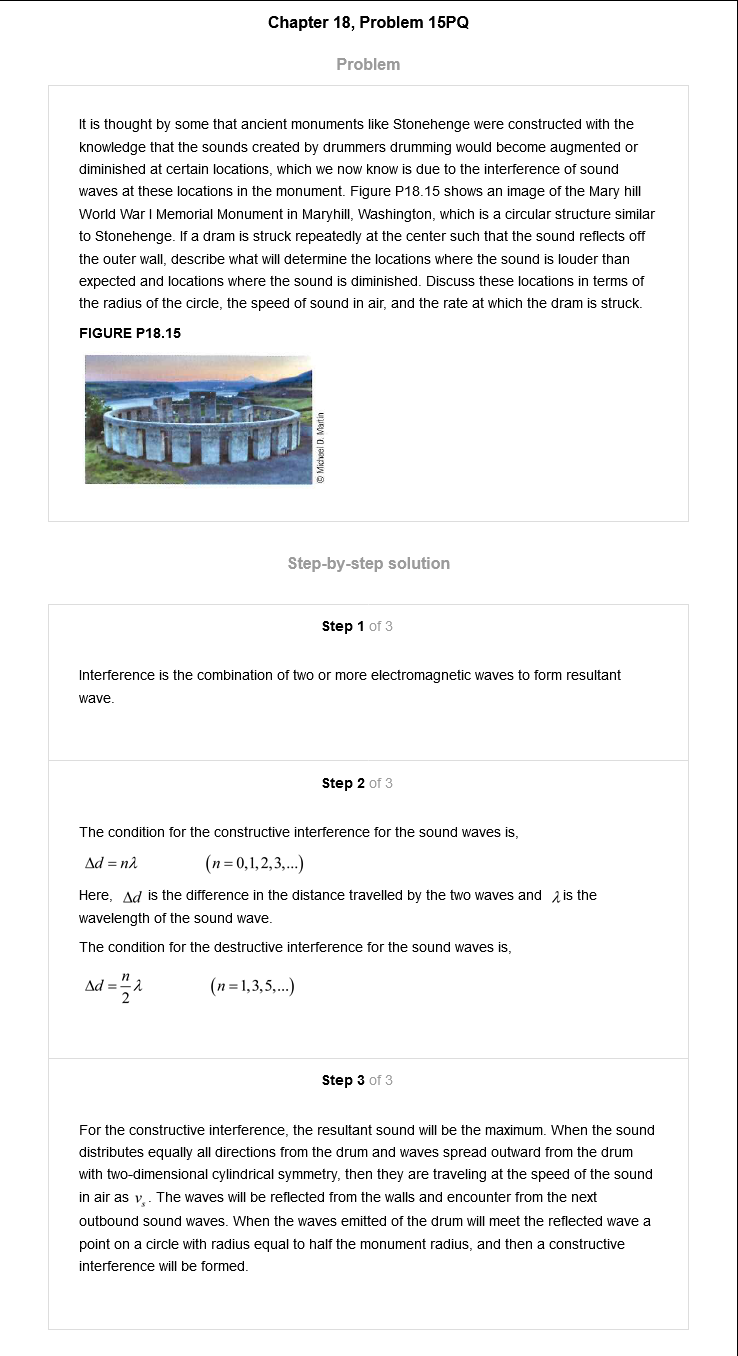 Chapter 18, Problem 15PQ
Problem
It is thought by some that ancient monuments like Stonehenge were constructed with the
knowledge that the sounds created by drummers drumming would become augmented or
diminished at certain locations, which we now know is due to the interference of sound
waves at these locations in the monument. Figure P18.15 shows an image of the Mary hill
World War I Memorial Monument in Maryhill, Washington, which is a circular structure similar
to Stonehenge. If a dram is struck repeatedly at the center such that the sound reflects off
the outer wall, describe what will determine the locations where the sound is louder than
expected and locations where the sound is diminished. Discuss these locations in terms of
the radius of the circle, the speed of sound in air, and the rate at which the dram is struck.
FIGURE P18.15
© Michael D. Martin
Step-by-step solution
Step 1 of 3
Interference is the combination of two or more electromagnetic waves to form resultant
wave.
Step 2 of 3
The condition for the constructive interference for the sound waves is,
Δd = nλ (n = 0,1,2,3,...)
Here, Δd is the difference in the distance travelled by the two waves and λ is the
wavelength of the sound wave.
The condition for the destructive interference for the sound waves is,
Δd = n/2 λ (n = 1,3,5,...)
Step 3 of 3
For the constructive interference, the resultant sound will be the maximum. When the sound
distributes equally all directions from the drum and waves spread outward from the drum
with two-dimensional cylindrical symmetry, then they are traveling at the speed of the sound
in air as vₛ. The waves will be reflected from the walls and encounter from the next
outbound sound waves. When the waves emitted of the drum will meet the reflected wave a
point on a circle with radius equal to half the monument radius, and then a constructive
interference will be formed.